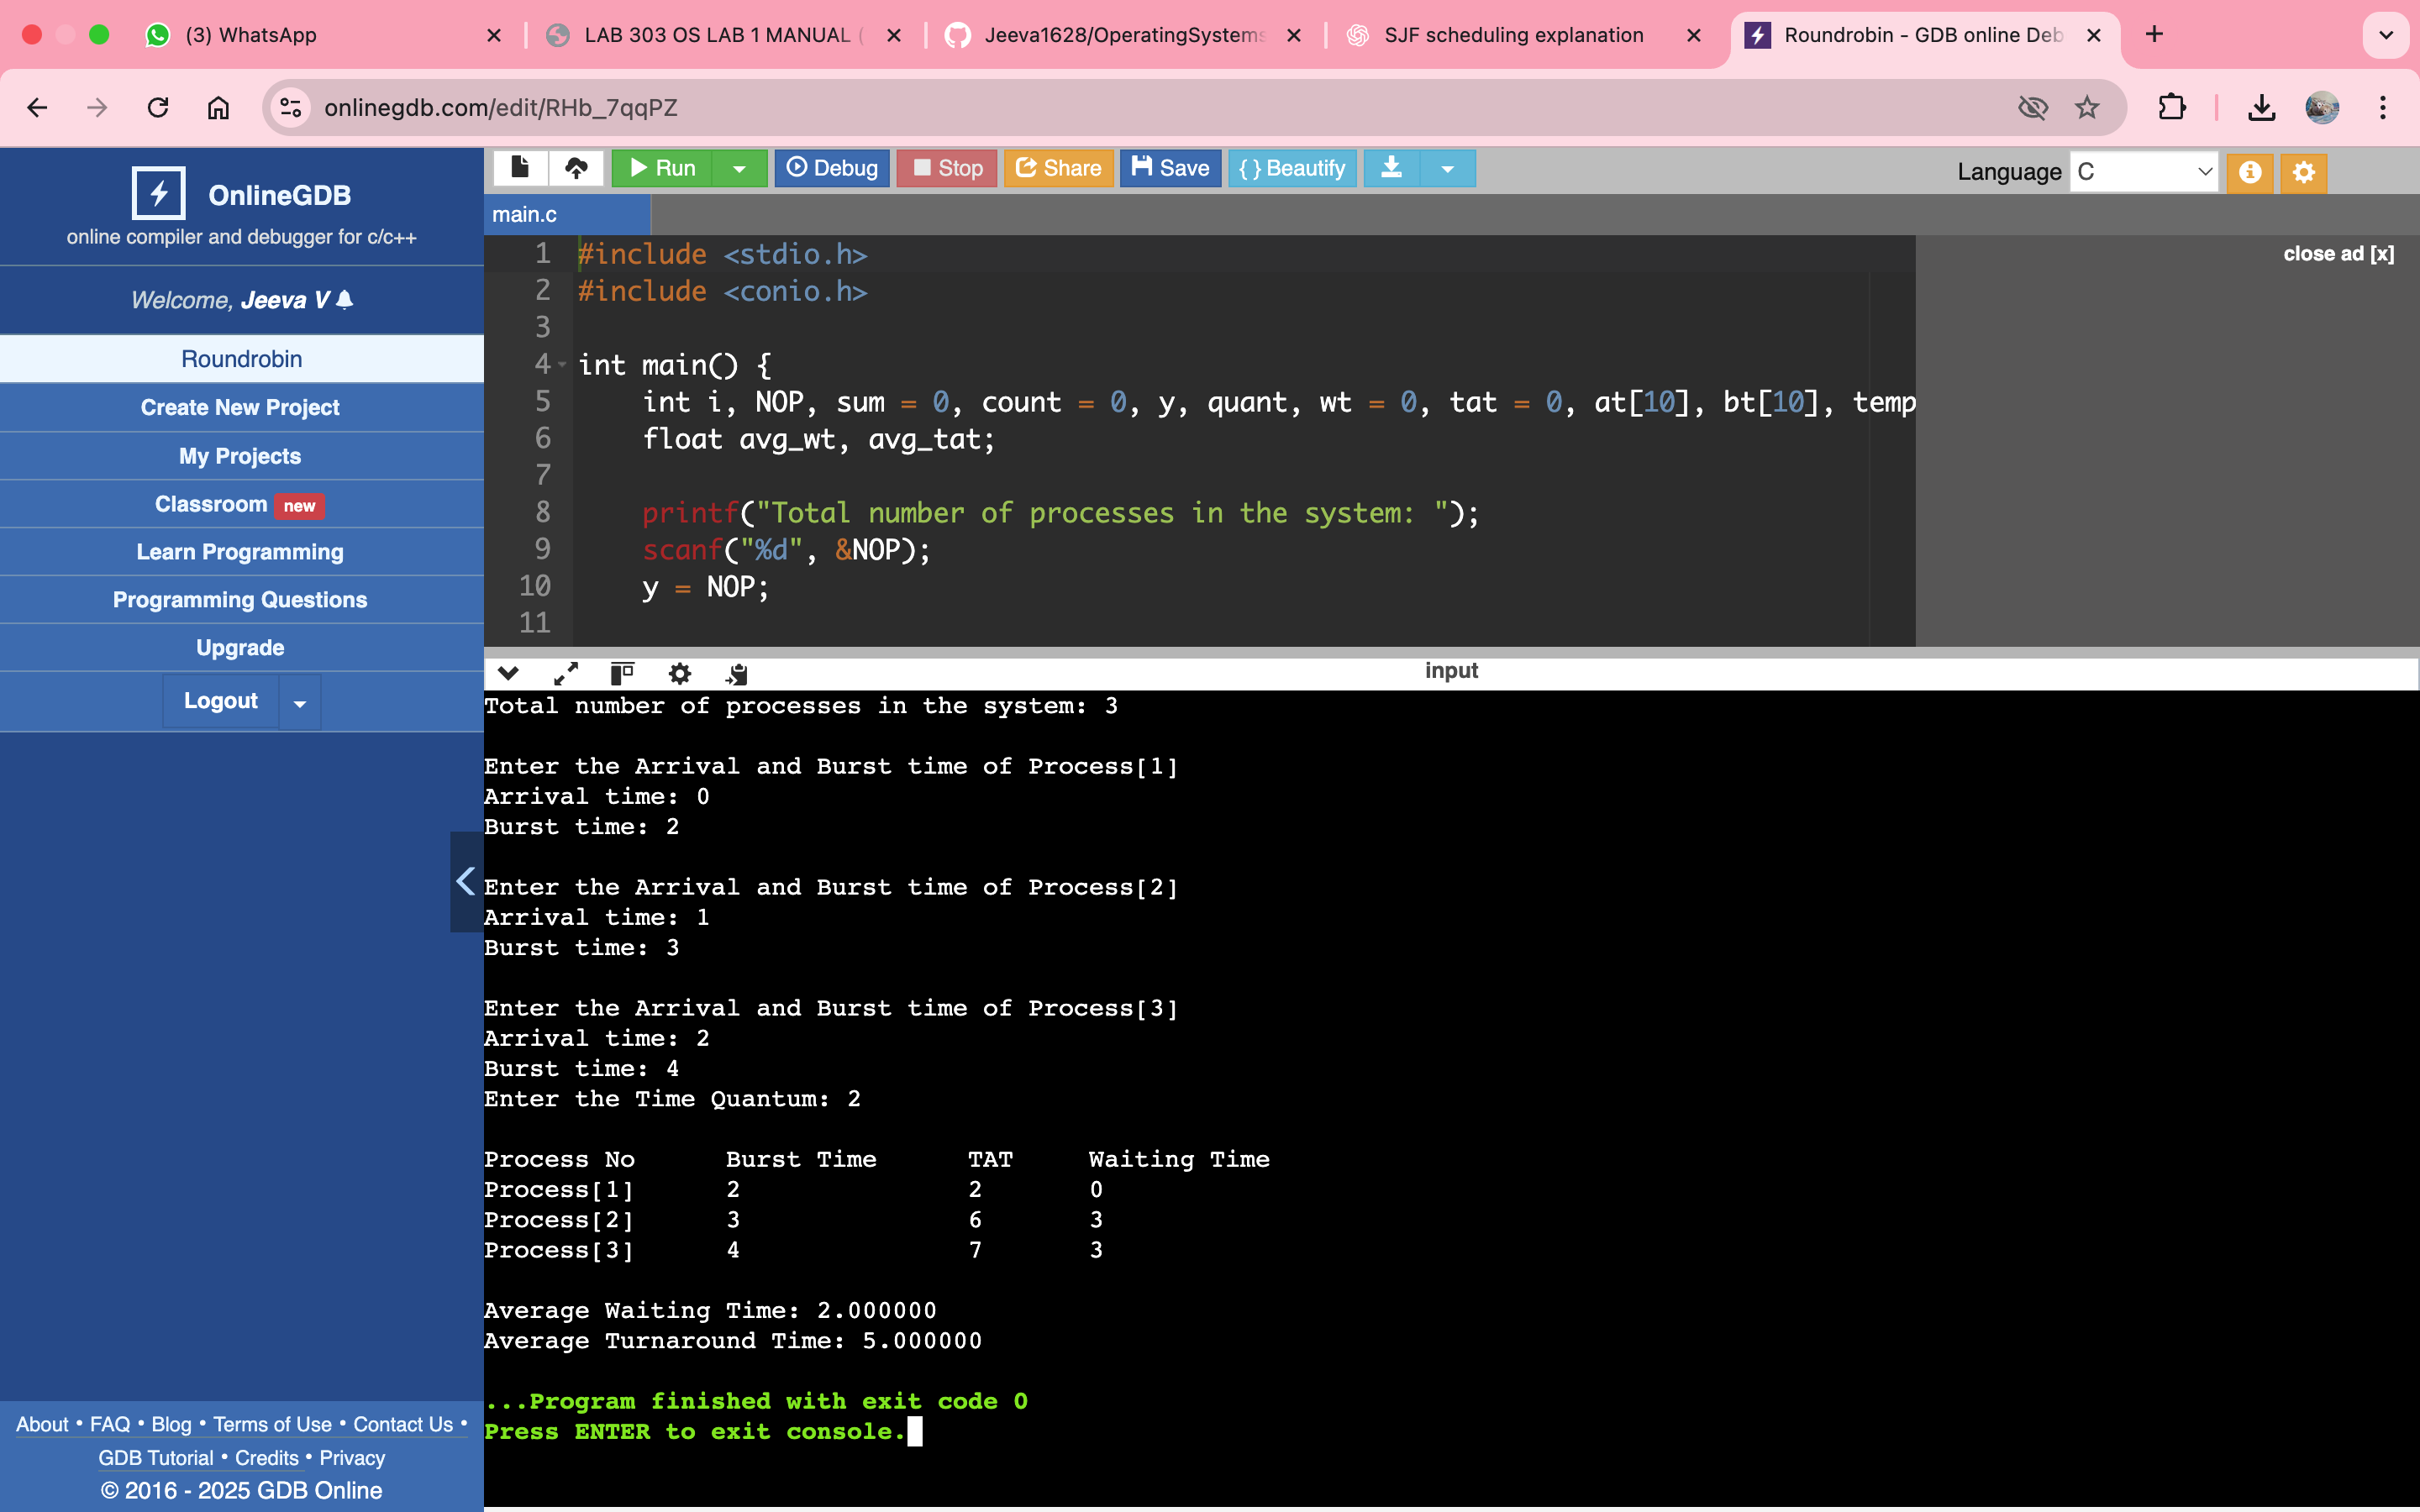 (3) WhatsApp
LAB 303 OS LAB 1 MANUAL (
Jeeva1628/OperatingSystems
SJF scheduling explanation
Roundrobin - GDB online Deb
onlinegdb.com/edit/RHb_7qqPZ
OnlineGDB
online compiler and debugger for c/c++
Welcome, Jeeva V
Roundrobin
Create New Project
My Projects
Classroom new
Learn Programming
Programming Questions
Upgrade
Logout
About • FAQ • Blog • Terms of Use • Contact Us •
GDB Tutorial • Credits • Privacy
© 2016 - 2025 GDB Online
Run Debug Stop Share Save { } Beautify Language C
main.c
close ad [x]
1 #include <stdio.h>
2 #include <conio.h>
3
4 int main() {
5 int i, NOP, sum = 0, count = 0, y, quant, wt = 0, tat = 0, at[10], bt[10], temp
6 float avg_wt, avg_tat;
7
8 printf("Total number of processes in the system: ");
9 scanf("%d", &NOP);
10 y = NOP;
11
input
Total number of processes in the system: 3
Enter the Arrival and Burst time of Process[1]
Arrival time: 0
Burst time: 2
Enter the Arrival and Burst time of Process[2]
Arrival time: 1
Burst time: 3
Enter the Arrival and Burst time of Process[3]
Arrival time: 2
Burst time: 4
Enter the Time Quantum: 2
Process No Burst Time TAT Waiting Time
Process[1] 2 2 0
Process[2] 3 6 3
Process[3] 4 7 3
Average Waiting Time: 2.000000
Average Turnaround Time: 5.000000
...Program finished with exit code 0
Press ENTER to exit console.